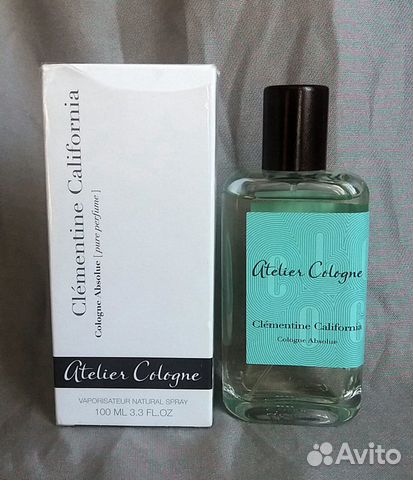 Clémentine California
Cologne Absolue [pure perfume]
Atelier Cologne
VAPORISATEUR NATURAL SPRAY
100 ML 3.3 FL.OZ
Atelier Cologne
Clémentine California
Cologne Absolue
Avito